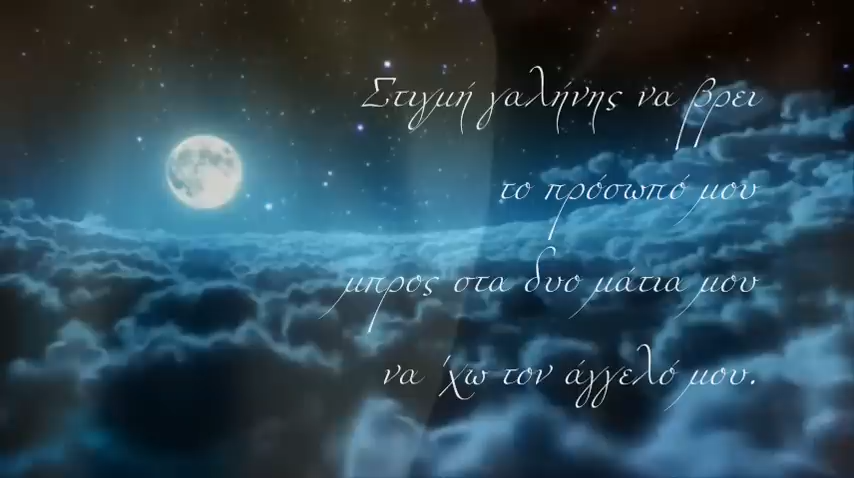 Στιγμή γαλήνης να βρει
το πρόσωπό μου
μπρος στα δυο μάτια μου
να 'χω τον άγγελό μου.